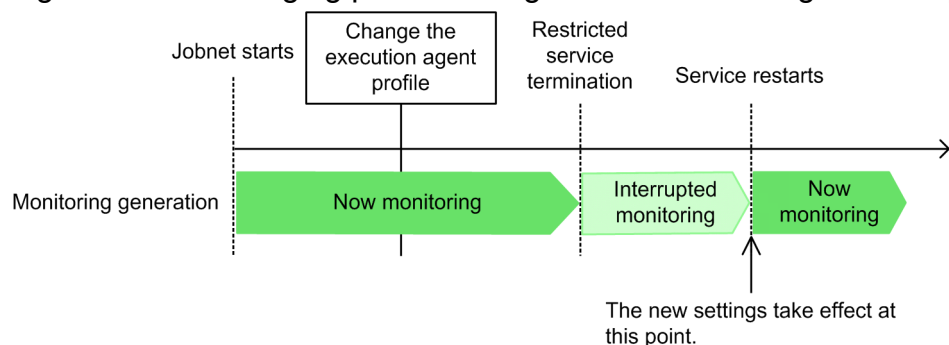 Jobnet starts
Change the
execution agent
profile
Restricted
service
termination
Service restarts
Monitoring generation
Now monitoring
Interrupted
monitoring
Now
monitoring
The new settings take effect at
this point.